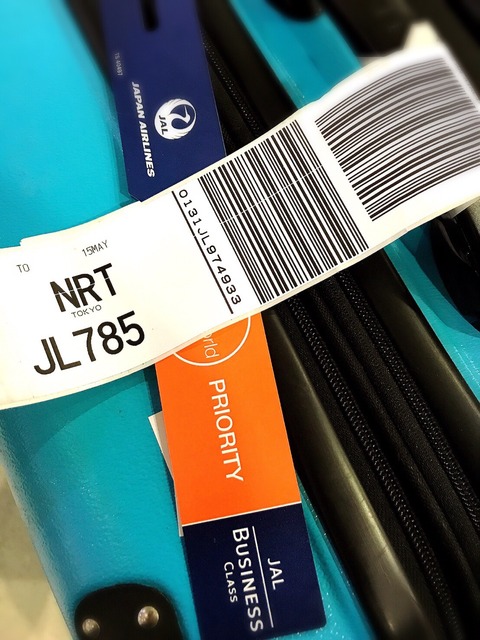 JAL
JAPAN AIRLINES
TO
15MAY
NRT
TOKYO
JL785
0131JL974933
rld
PRIORITY
JAL
BUSINESS
CLASS